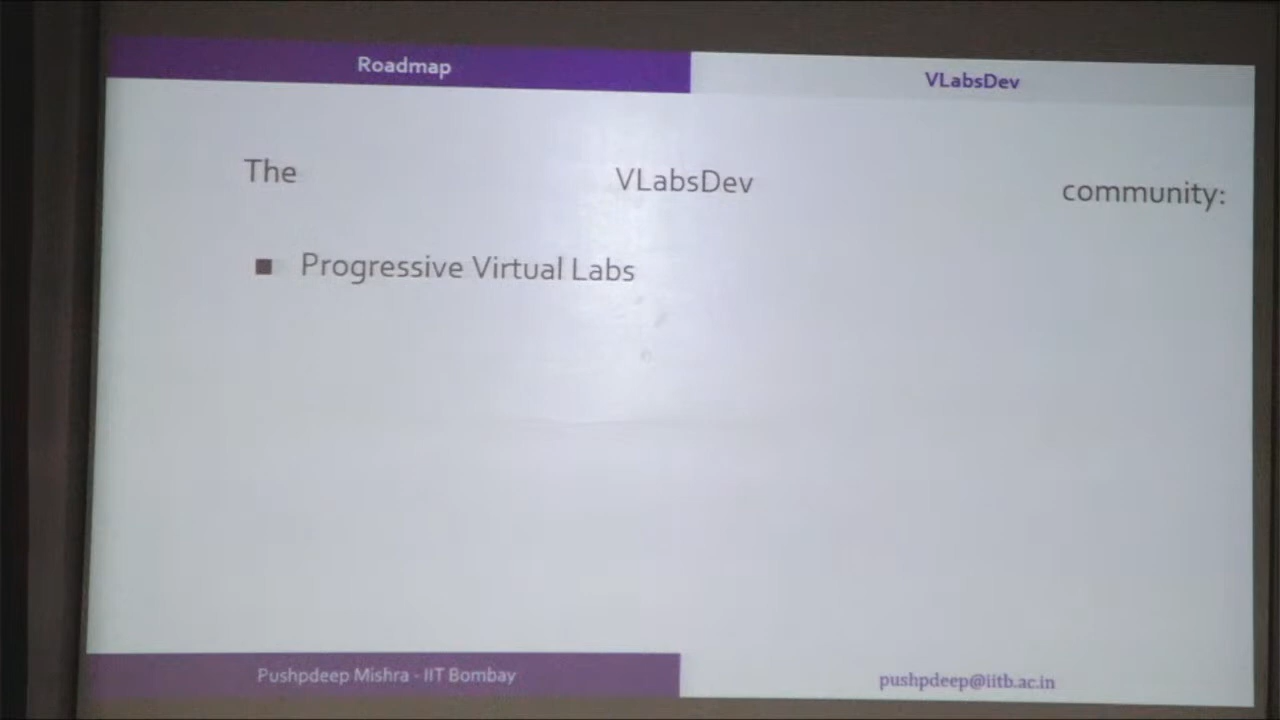 Roadmap
VLabsDev
The VLabsDev community:
Progressive Virtual Labs
Pushpdeep Mishra - IIT Bombay
pushpdeep@iitb.ac.in